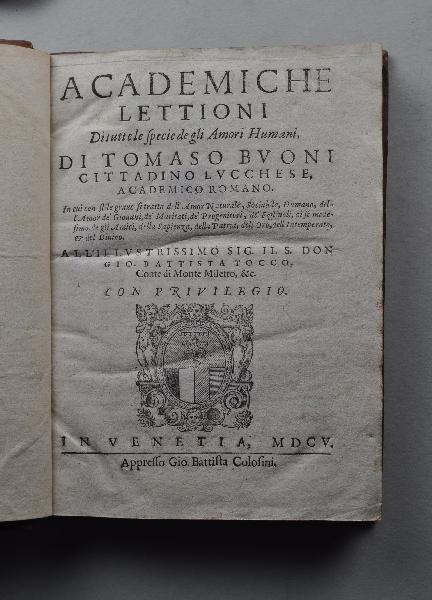 ACADEMICHE
LETTIONI
Di tutte le specie de gli Amori Humani,
DI TOMASO BVONI
CITTADINO LVCCHESE,
ACADEMICO ROMANO.
In cui con stile graue si tratta dell'Amor Naturale, Sociabile, Humano, del-
l'Amor de' Giouani, de' Maritati, de' Progenitori, de' Figliuoli, di se mede-
simo, de gli Amici, della Sapienza, della Patria, dell'Oro, dell'Intemperato,
& del Diuino.
ALL'ILLVSTRISSIMO SIG. IL S. DON
GIO. BATTISTA TOCCO,
Conte di Monte Miletto, &c.
CON PRIVILEGIO.
IN VENETIA, MDCV.
Appresso Gio. Battista Colosini.